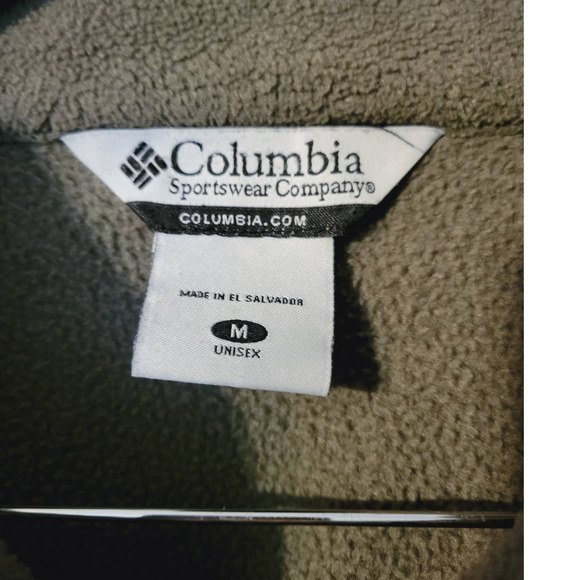 Columbia
Sportswear Company®
COLUMBIA.COM
MADE IN EL SALVADOR
M
UNISEX